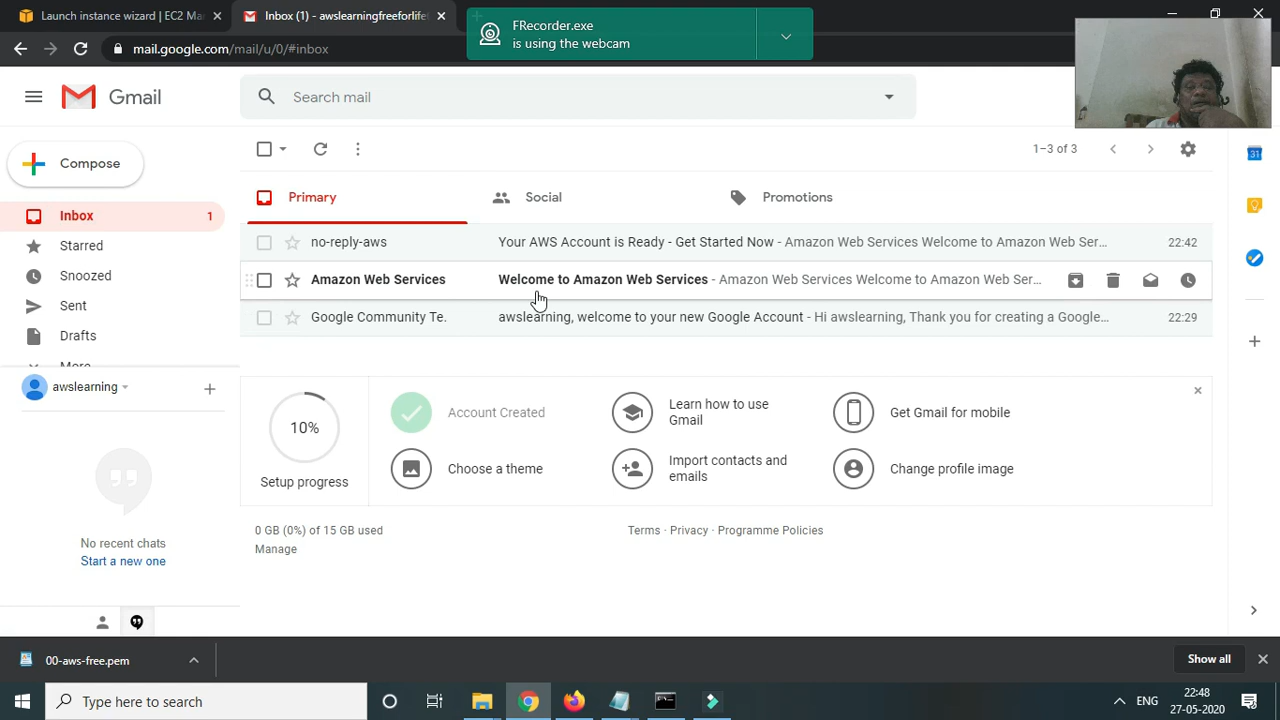 Launch instance wizard | EC2 Mar
Inbox (1) - awslearningfreeforlife
FRecorder.exe
is using the webcam
mail.google.com/mail/u/0/#inbox
Gmail
Search mail
Compose
1–3 of 3
Primary
Social
Promotions
Inbox 1
Starred
Snoozed
Sent
Drafts
More
no-reply-aws Your AWS Account is Ready - Get Started Now - Amazon Web Services Welcome to Amazon Web Ser... 22:42
Amazon Web Services Welcome to Amazon Web Services - Amazon Web Services Welcome to Amazon Web Ser...
Google Community Te. awslearning, welcome to your new Google Account - Hi awslearning, Thank you for creating a Google... 22:29
awslearning
No recent chats
Start a new one
10%
Setup progress
Account Created
Learn how to use
Gmail
Get Gmail for mobile
Choose a theme
Import contacts and
emails
Change profile image
0 GB (0%) of 15 GB used
Manage
Terms · Privacy · Programme Policies
31
00-aws-free.pem
Show all
Type here to search
ENG
22:48
27-05-2020